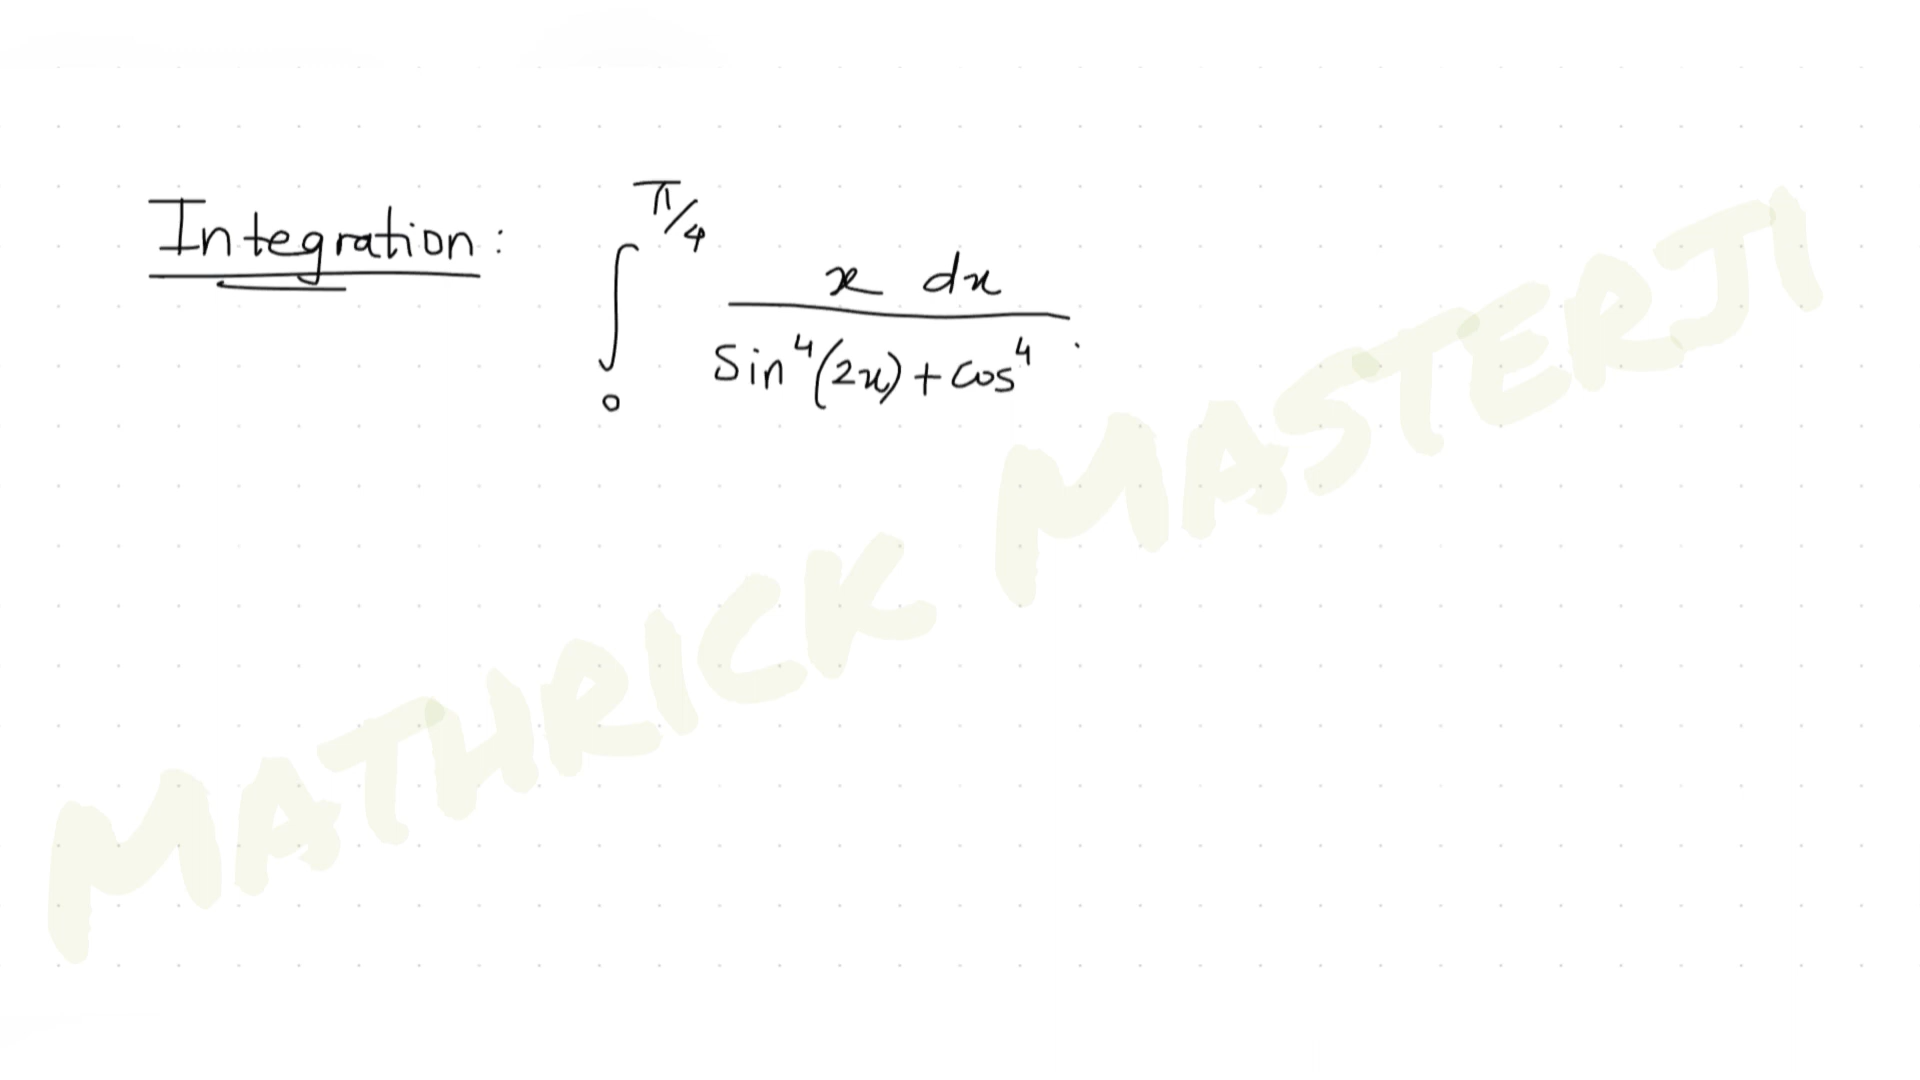 Integration: ∫₀^{π/4} x dx / Sin⁴(2x) + Cos⁴
MATHRICK MASTERJI